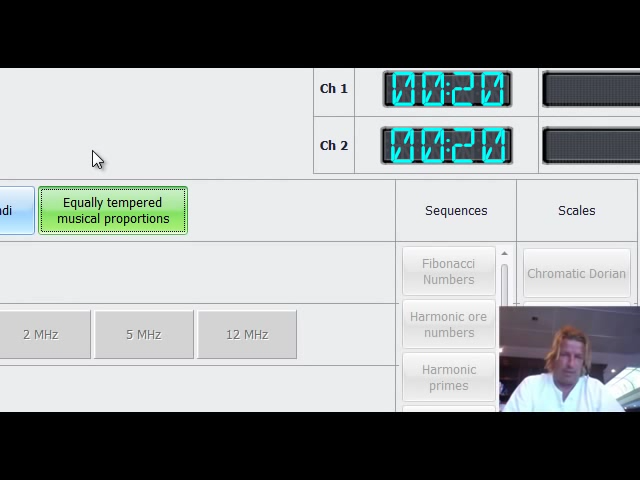 Ch 1
00:20
Ch 2
00:20
Equally tempered
musical proportions
Sequences
Scales
Fibonacci
Numbers
Chromatic Dorian
2 MHz
5 MHz
12 MHz
Harmonic ore
numbers
Harmonic
primes